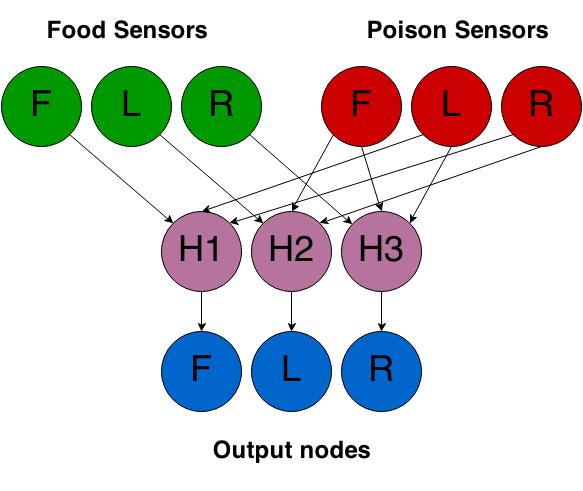 Food Sensors
Poison Sensors
F L R
F L R
H1 H2 H3
F L R
Output nodes